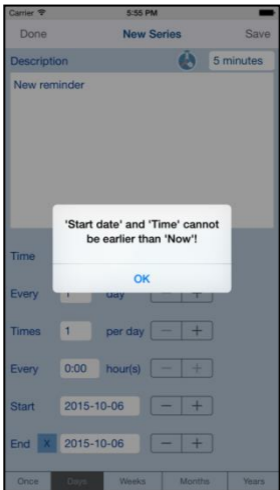 Carrier 5:55 PM
Done New Series Save
Description 5 minutes
New reminder
'Start date' and 'Time' cannot
be earlier than 'Now'!
Time
OK
Every 1 day − +
Times 1 per day − +
Every 0:00 hour(s) − +
Start 2015-10-06 − +
End X 2015-10-06 − +
Once Days Weeks Months Years